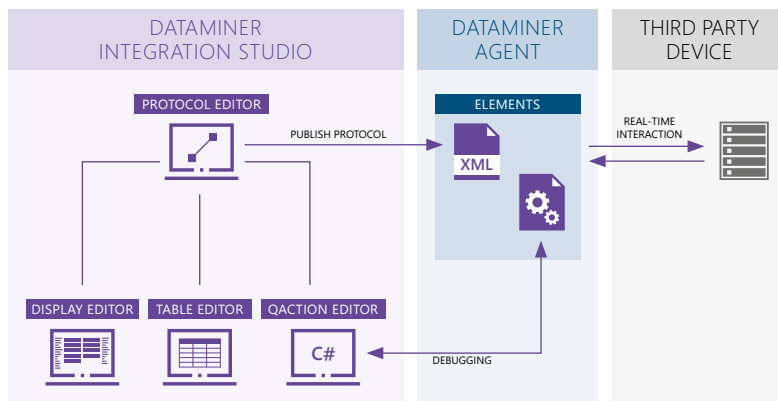 DATAMINER
INTEGRATION STUDIO
DATAMINER
AGENT
THIRD PARTY
DEVICE
PROTOCOL EDITOR
PUBLISH PROTOCOL
ELEMENTS
XML
REAL-TIME
INTERACTION
DISPLAY EDITOR
TABLE EDITOR
QACTION EDITOR
C#
DEBUGGING